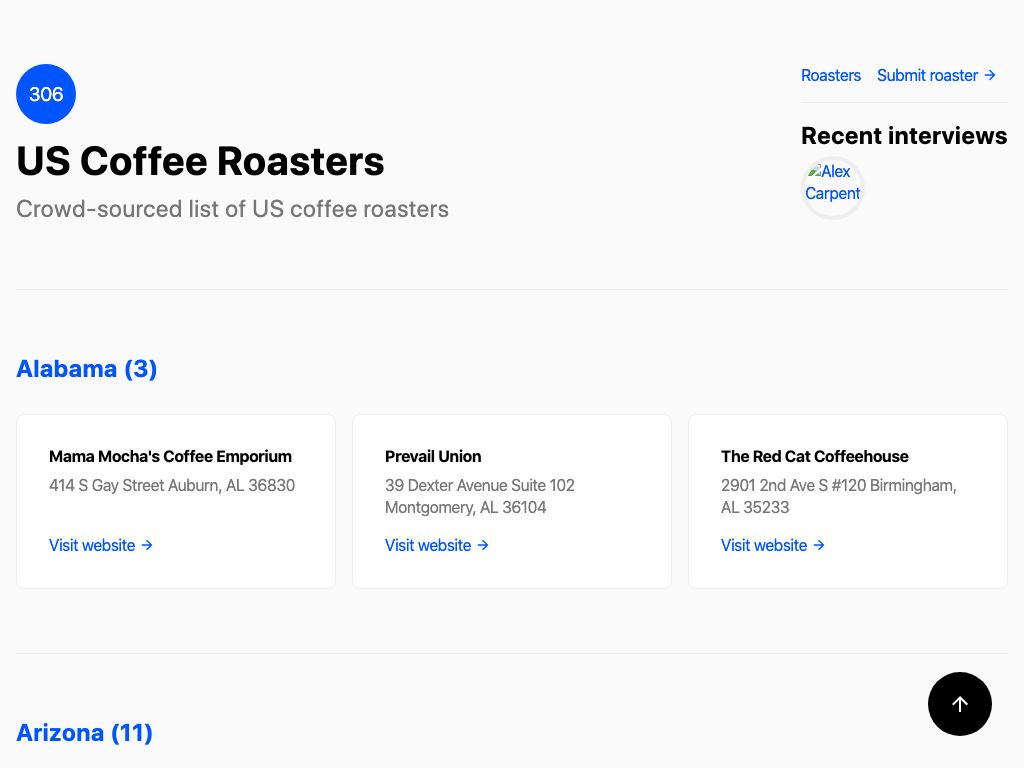 306
US Coffee Roasters
Crowd-sourced list of US coffee roasters
Roasters
Submit roaster →
Recent interviews
Alex
Carpent
Alabama (3)
Mama Mocha's Coffee Emporium
414 S Gay Street Auburn, AL 36830
Visit website →
Prevail Union
39 Dexter Avenue Suite 102
Montgomery, AL 36104
Visit website →
The Red Cat Coffeehouse
2901 2nd Ave S #120 Birmingham,
AL 35233
Visit website →
Arizona (11)